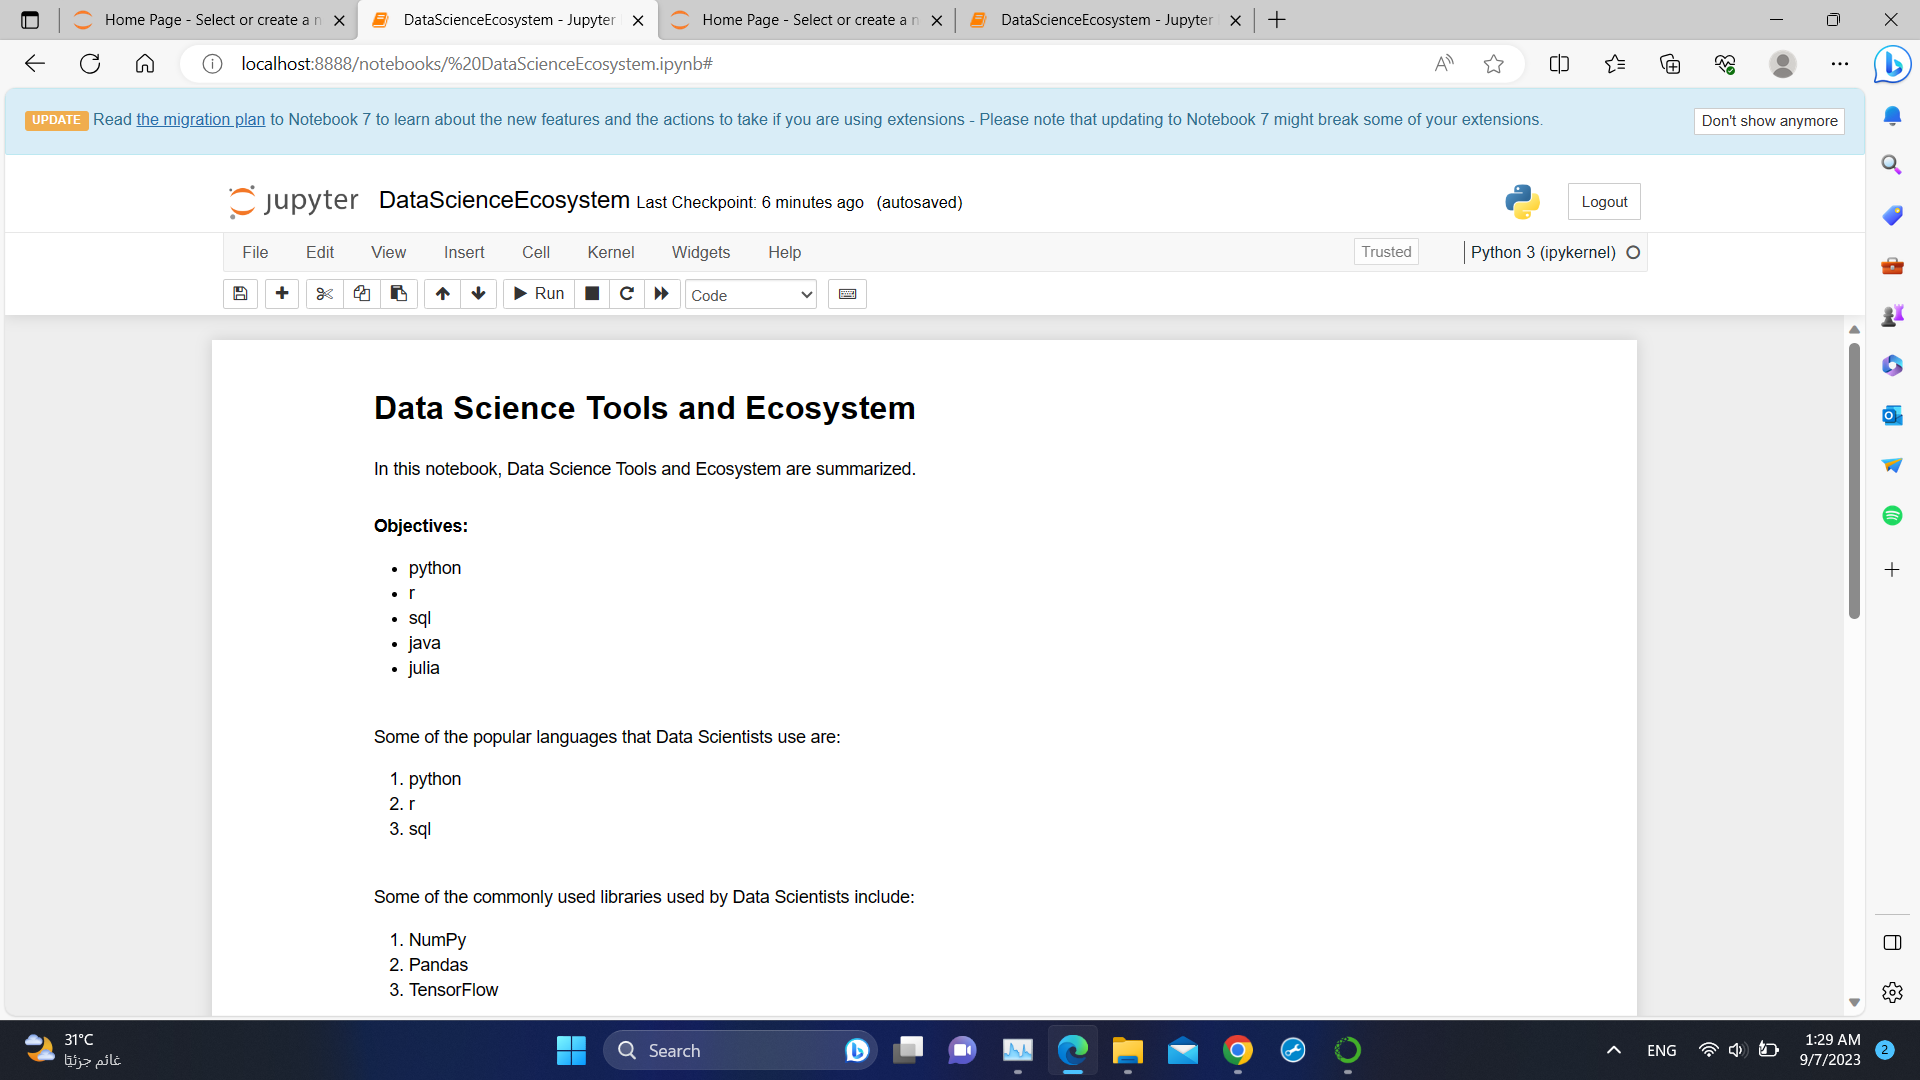 Home Page - Select or create a n
DataScienceEcosystem - Jupyter
Home Page - Select or create a n
DataScienceEcosystem - Jupyter
localhost:8888/notebooks/%20DataScienceEcosystem.ipynb#
UPDATE Read the migration plan to Notebook 7 to learn about the new features and the actions to take if you are using extensions - Please note that updating to Notebook 7 might break some of your extensions.
Don't show anymore
jupyter DataScienceEcosystem Last Checkpoint: 6 minutes ago (autosaved)
Logout
File Edit View Insert Cell Kernel Widgets Help
Trusted
Python 3 (ipykernel)
Run
Code
Data Science Tools and Ecosystem
In this notebook, Data Science Tools and Ecosystem are summarized.
Objectives:
• python
• r
• sql
• java
• julia
Some of the popular languages that Data Scientists use are:
1. python
2. r
3. sql
Some of the commonly used libraries used by Data Scientists include:
1. NumPy
2. Pandas
3. TensorFlow
31°C
غائم جزئيًا
Search
ENG
1:29 AM
9/7/2023
2